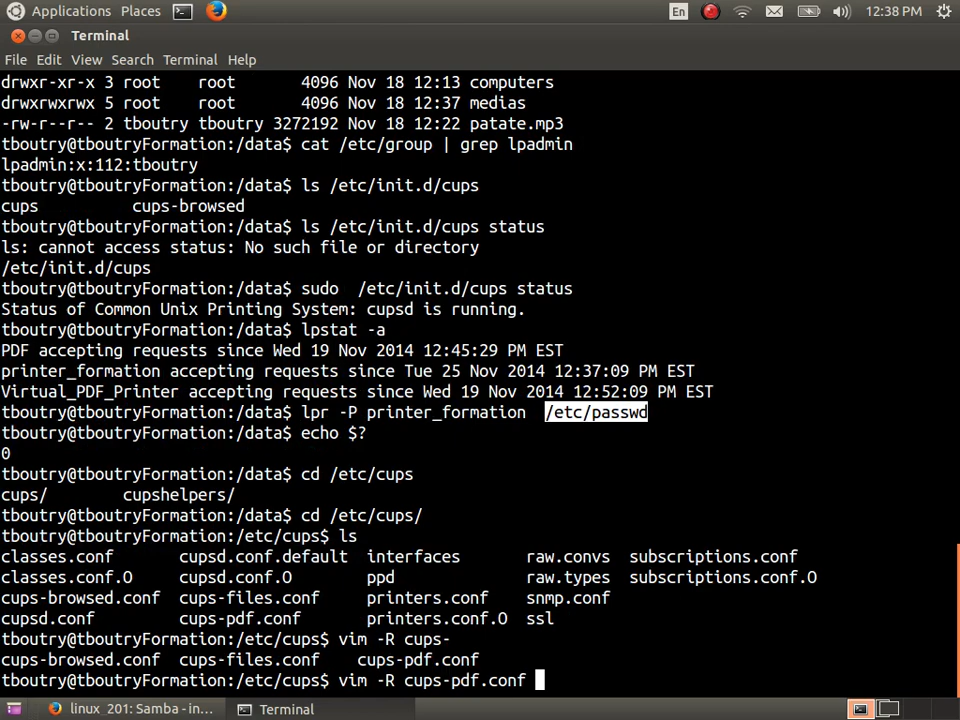 Applications Places En 12:38 PM
Terminal
File Edit View Search Terminal Help
drwxr-xr-x 3 root    root       4096 Nov 18 12:13 computers
drwxrwxrwx 5 root    root       4096 Nov 18 12:37 medias
-rw-r--r-- 2 tboutry tboutry 3272192 Nov 18 12:22 patate.mp3
tboutry@tboutryFormation:/data$ cat /etc/group | grep lpadmin
lpadmin:x:112:tboutry
tboutry@tboutryFormation:/data$ ls /etc/init.d/cups
cups          cups-browsed
tboutry@tboutryFormation:/data$ ls /etc/init.d/cups status
ls: cannot access status: No such file or directory
/etc/init.d/cups
tboutry@tboutryFormation:/data$ sudo  /etc/init.d/cups status
Status of Common Unix Printing System: cupsd is running.
tboutry@tboutryFormation:/data$ lpstat -a
PDF accepting requests since Wed 19 Nov 2014 12:45:29 PM EST
printer_formation accepting requests since Tue 25 Nov 2014 12:37:09 PM EST
Virtual_PDF_Printer accepting requests since Wed 19 Nov 2014 12:52:09 PM EST
tboutry@tboutryFormation:/data$ lpr -P printer_formation  /etc/passwd
tboutry@tboutryFormation:/data$ echo $?
0
tboutry@tboutryFormation:/data$ cd /etc/cups
cups/        cupshelpers/
tboutry@tboutryFormation:/data$ cd /etc/cups/
tboutry@tboutryFormation:/etc/cups$ ls
classes.conf       cupsd.conf.default  interfaces       raw.convs  subscriptions.conf
classes.conf.O     cupsd.conf.O        ppd              raw.types  subscriptions.conf.O
cups-browsed.conf  cups-files.conf     printers.conf    snmp.conf
cupsd.conf         cups-pdf.conf       printers.conf.O  ssl
tboutry@tboutryFormation:/etc/cups$ vim -R cups-
cups-browsed.conf  cups-files.conf    cups-pdf.conf
tboutry@tboutryFormation:/etc/cups$ vim -R cups-pdf.conf
linux_201: Samba - in... Terminal